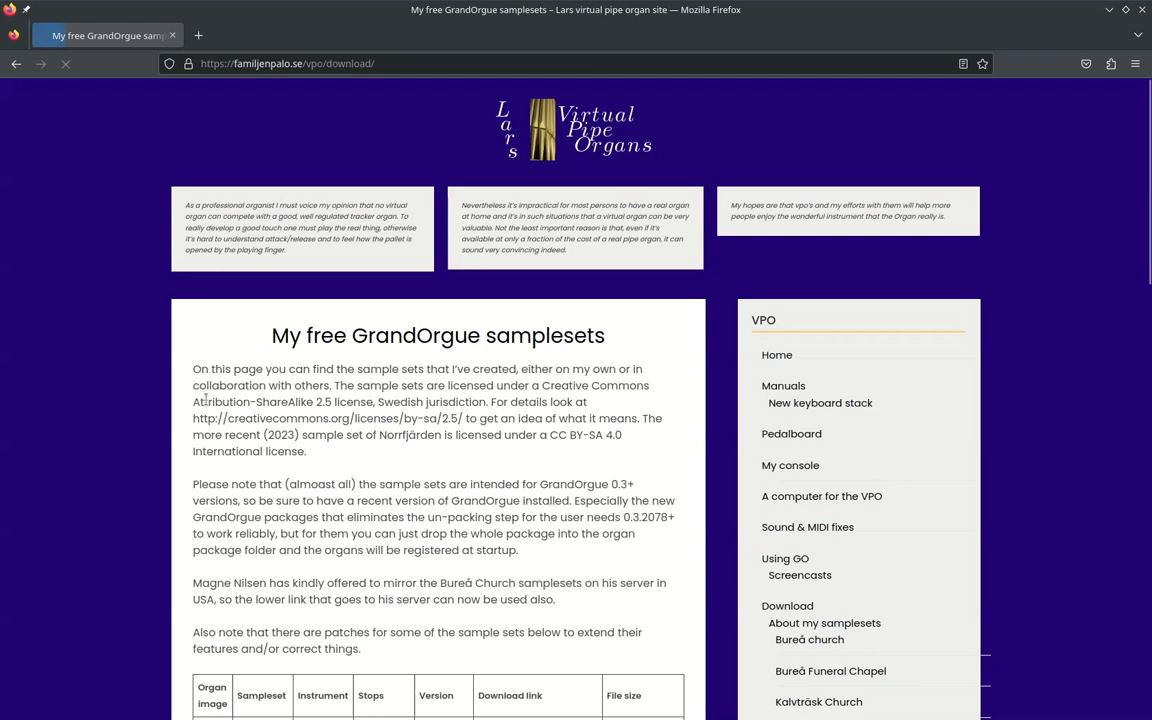 My free GrandOrgue samplesets – Lars virtual pipe organ site — Mozilla Firefox
My free GrandOrgue samp
https://familjenpalo.se/vpo/download/
Lars
Virtual
Pipe
Organs
As a professional organist I must voice my opinion that no virtual
organ can compete with a good, well regulated tracker organ. To
really develop a good touch one must play the real thing, otherwise
it's hard to understand attack/release and to feel how the pallet is
opened by the playing finger.
Nevertheless it's impractical for most persons to have a real organ
at home and it's in such situations that a virtual organ can be very
valuable. Not the least important reason is that, even if it's
available at only a fraction of the cost of a real pipe organ, it can
sound very convincing indeed.
My hopes are that vpo's and my efforts with them will help more
people enjoy the wonderful instrument that the Organ really is.
My free GrandOrgue samplesets
On this page you can find the sample sets that I've created, either on my own or in
collaboration with others. The sample sets are licensed under a Creative Commons
Attribution-ShareAlike 2.5 license, Swedish jurisdiction. For details look at
http://creativecommons.org/licenses/by-sa/2.5/ to get an idea of what it means. The
more recent (2023) sample set of Norrfjärden is licensed under a CC BY-SA 4.0
International license.
Please note that (almoast all) the sample sets are intended for GrandOrgue 0.3+
versions, so be sure to have a recent version of GrandOrgue installed. Especially the new
GrandOrgue packages that eliminates the un-packing step for the user needs 0.3.2078+
to work reliably, but for them you can just drop the whole package into the organ
package folder and the organs will be registered at startup.
Magne Nilsen has kindly offered to mirror the Bureå Church samplesets on his server in
USA, so the lower link that goes to his server can now be used also.
Also note that there are patches for some of the sample sets below to extend their
features and/or correct things.
Organ
image
Sampleset
Instrument
Stops
Version
Download link
File size
VPO
Home
Manuals
New keyboard stack
Pedalboard
My console
A computer for the VPO
Sound & MIDI fixes
Using GO
Screencasts
Download
About my samplesets
Bureå church
Bureå Funeral Chapel
Kalvträsk Church